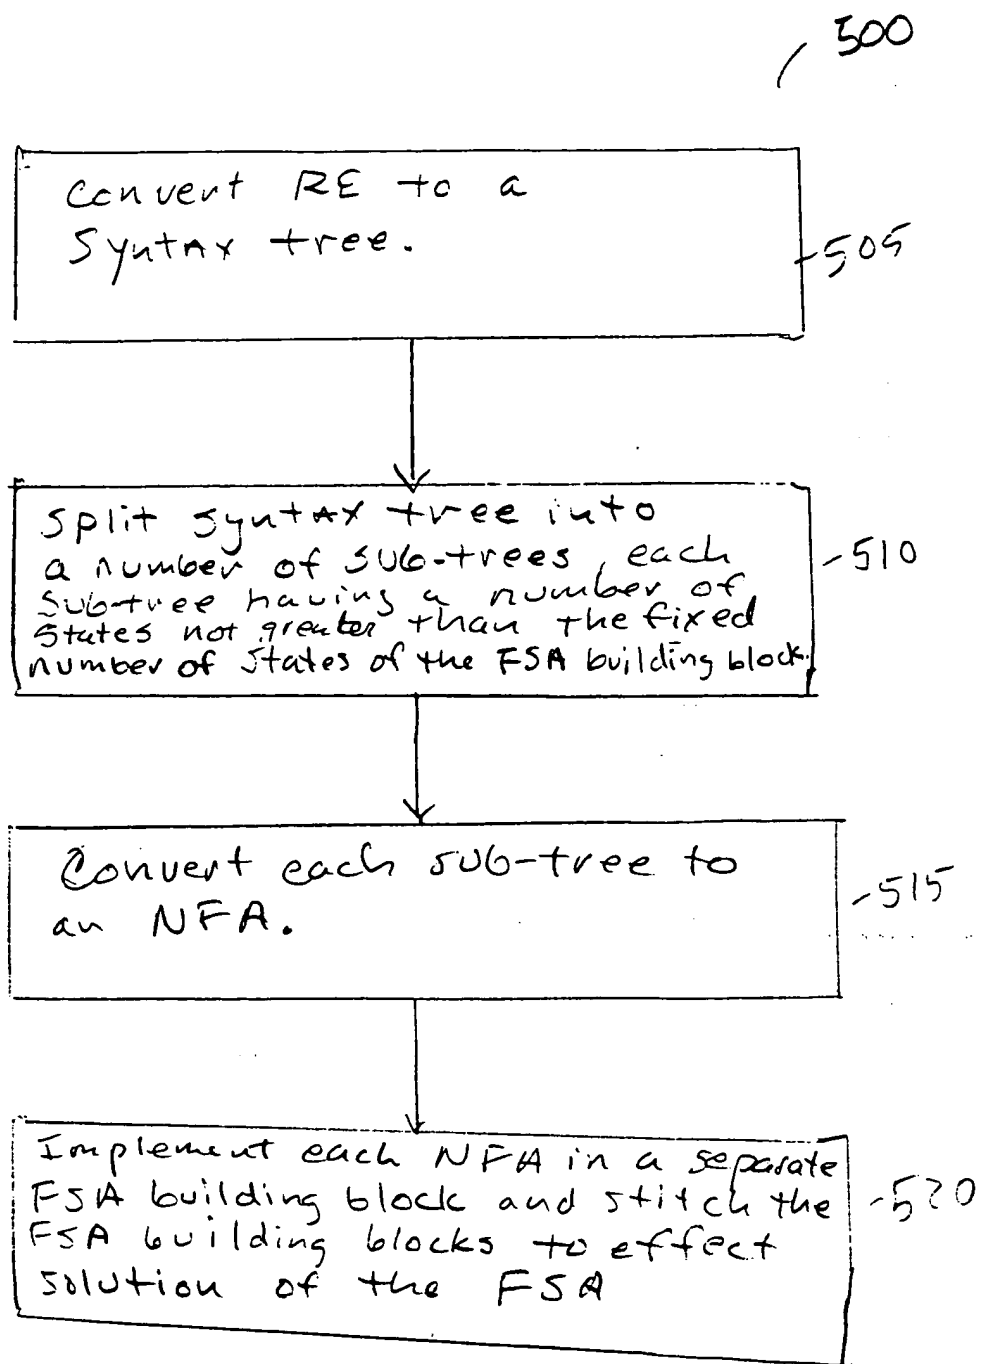 500
Convert RE to a
Syntax tree.
505
Split syntax tree into
a number of sub-trees, each
sub-tree having a number of
states not greater than the fixed
number of states of the FSA building block.
510
Convert each sub-tree to
an NFA.
515
Implement each NFA in a separate
FSA building block and stitch the
FSA building blocks to effect
solution of the FSA
520